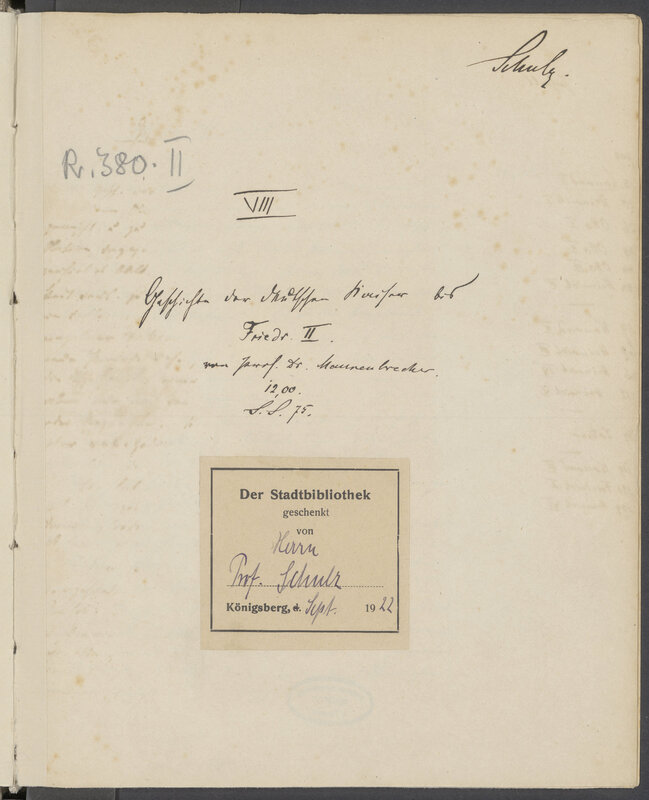 Schulz.
R. 380. II
VIII
Geschichte der deutschen Kaiser bis
Friedr. II.
von Prof. Dr. Maurenbrecher.
12,00.
S.S. 75.
Der Stadtbibliothek
geschenkt
von
Herrn
Prof. Schulz
Königsberg, d. Sept. 1922